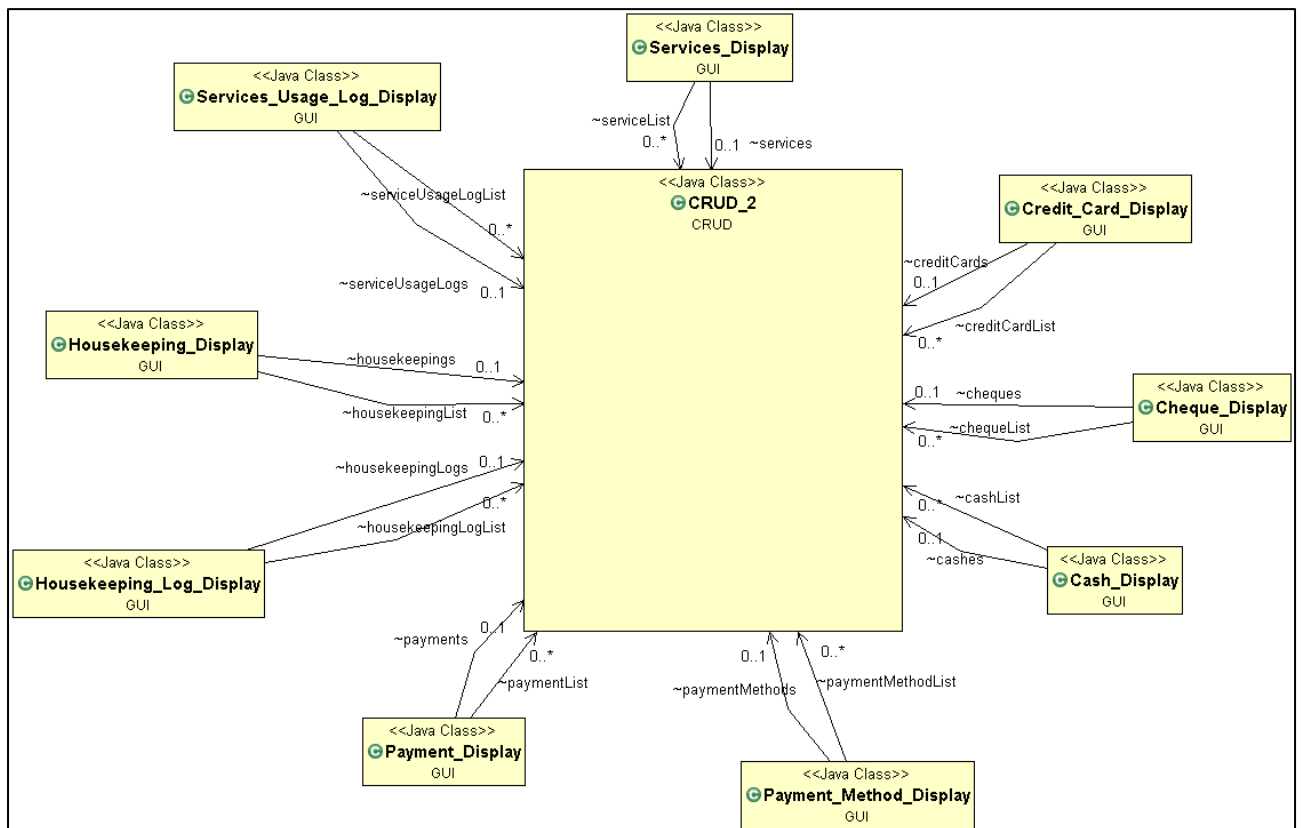 <<Java Class>>
Services_Display
GUI
<<Java Class>>
Services_Usage_Log_Display
GUI
~serviceList
0..*
0..1
~services
<<Java Class>>
CRUD_2
CRUD
<<Java Class>>
Credit_Card_Display
GUI
~serviceUsageLogList
0..*
~serviceUsageLogs
0..1
~creditCards
0..1
~creditCardList
0..*
<<Java Class>>
Housekeeping_Display
GUI
~housekeepings
0..1
~housekeepingList
0..*
<<Java Class>>
Cheque_Display
GUI
0..1
~cheques
~chequeList
0..*
~housekeepingLogs
0..1
0..*
~housekeepingLogList
<<Java Class>>
Housekeeping_Log_Display
GUI
~cashList
0..*
0..1
~cashes
<<Java Class>>
Cash_Display
GUI
~payments
0..1
0..*
~paymentList
<<Java Class>>
Payment_Display
GUI
0..1
0..*
~paymentMethods
~paymentMethodList
<<Java Class>>
Payment_Method_Display
GUI